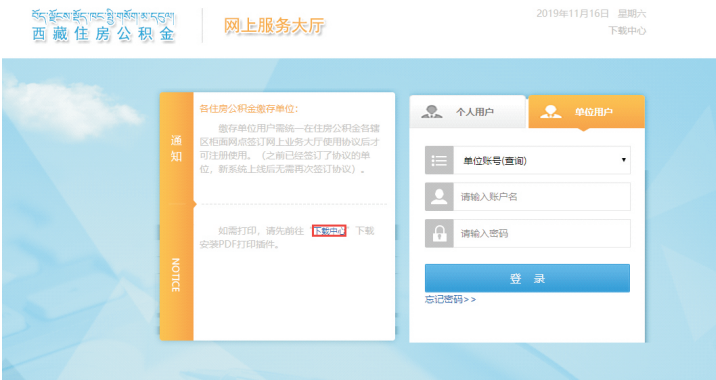 བོད་ལྗོངས་སྡོད་ཁང་སྤྱི་གསོག་མ་དངུལ།
西藏住房公积金
网上服务大厅
2019年11月16日 星期六
下载中心
通知
NOTICE
各住房公积金缴存单位：
缴存单位用户需统一在住房公积金各辖
区柜面网点签订网上业务大厅使用协议后才
可注册使用。（之前已经签订了协议的单
位，新系统上线后无需再次签订协议）。
如需打印，请先前往 下载中心 下载
安装PDF打印插件。
个人用户
单位用户
单位账号(查询)
请输入账户名
请输入密码
登 录
忘记密码>>